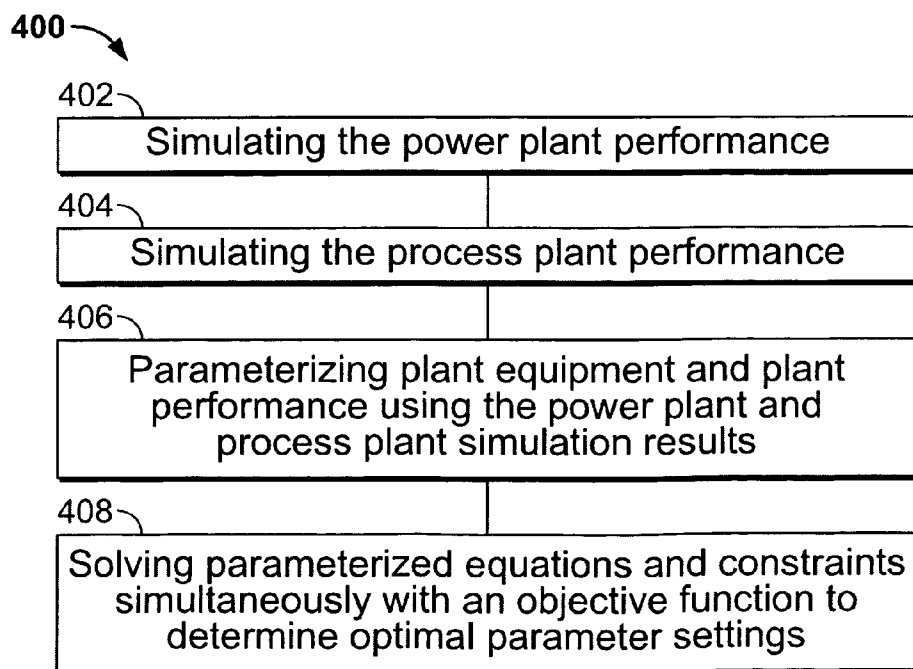 400
402
Simulating the power plant performance
404
Simulating the process plant performance
406
Parameterizing plant equipment and plant
performance using the power plant and
process plant simulation results
408
Solving parameterized equations and constraints
simultaneously with an objective function to
determine optimal parameter settings